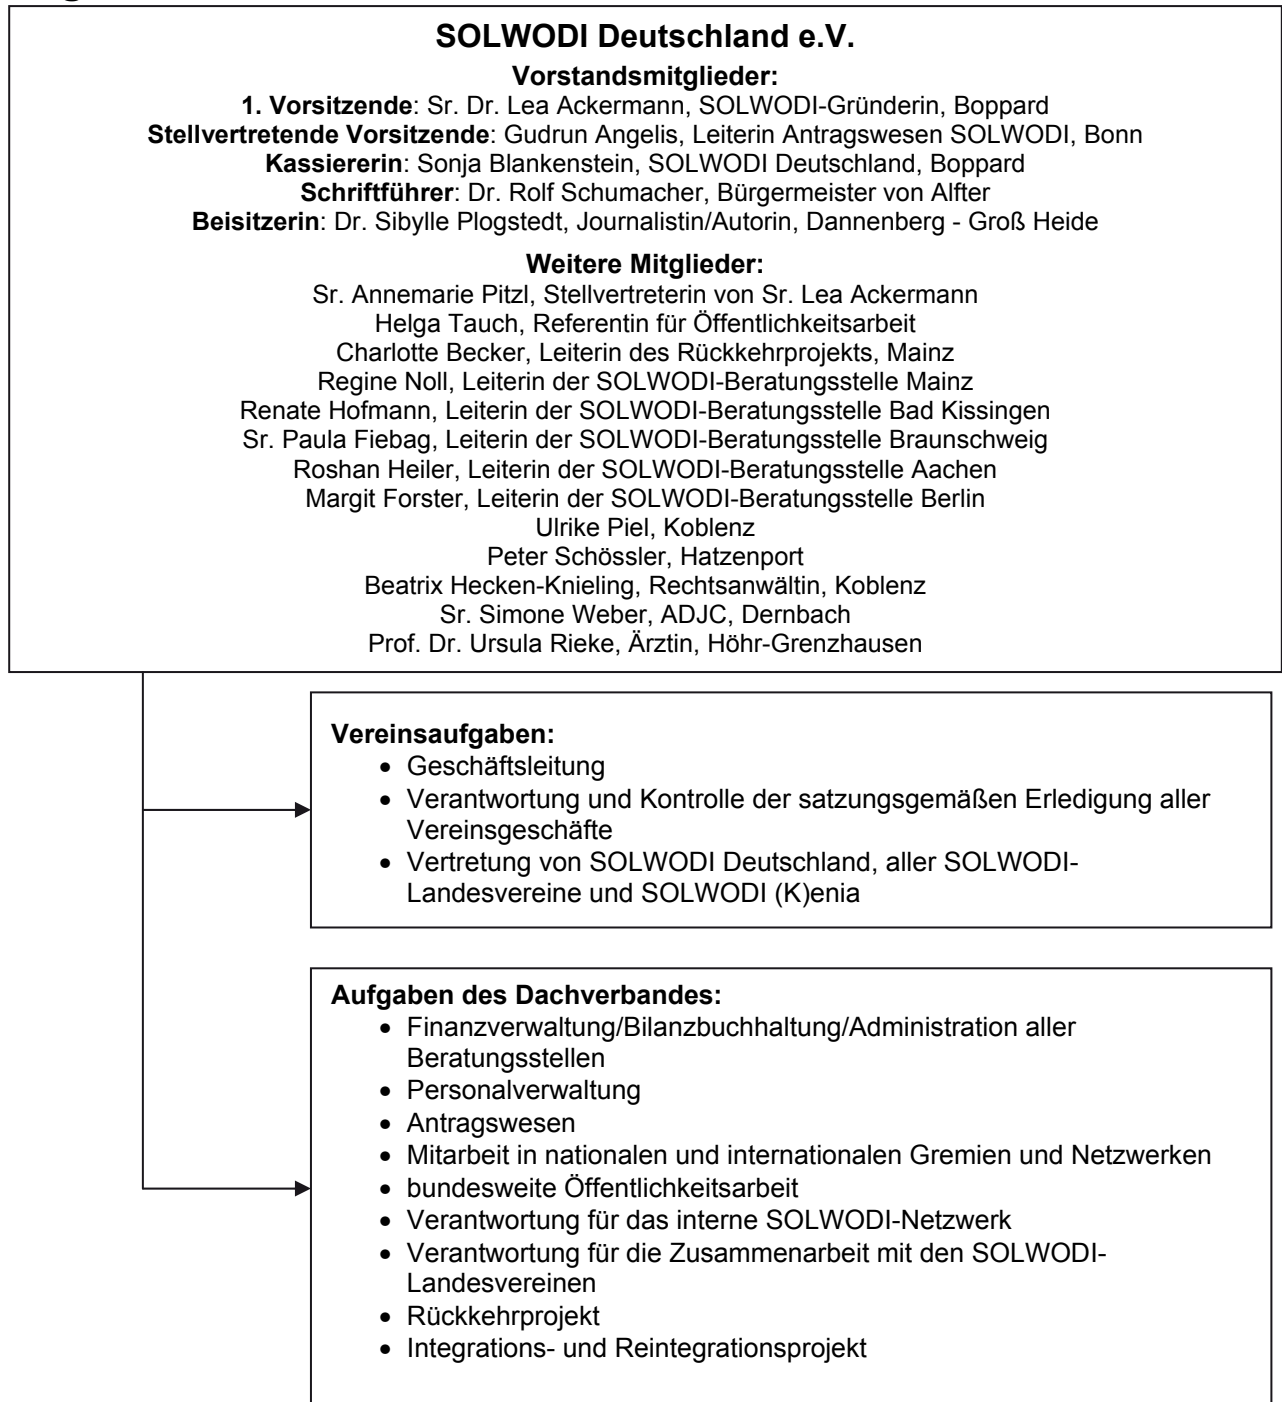 SOLWODI Deutschland e.V.
Vorstandsmitglieder:
1. Vorsitzende: Sr. Dr. Lea Ackermann, SOLWODI-Gründerin, Boppard
Stellvertretende Vorsitzende: Gudrun Angelis, Leiterin Antragswesen SOLWODI, Bonn
Kassiererin: Sonja Blankenstein, SOLWODI Deutschland, Boppard
Schriftführer: Dr. Rolf Schumacher, Bürgermeister von Alfter
Beisitzerin: Dr. Sibylle Plogstedt, Journalistin/Autorin, Dannenberg - Groß Heide
Weitere Mitglieder:
Sr. Annemarie Pitzl, Stellvertreterin von Sr. Lea Ackermann
Helga Tauch, Referentin für Öffentlichkeitsarbeit
Charlotte Becker, Leiterin des Rückkehrprojekts, Mainz
Regine Noll, Leiterin der SOLWODI-Beratungsstelle Mainz
Renate Hofmann, Leiterin der SOLWODI-Beratungsstelle Bad Kissingen
Sr. Paula Fiebag, Leiterin der SOLWODI-Beratungsstelle Braunschweig
Roshan Heiler, Leiterin der SOLWODI-Beratungsstelle Aachen
Margit Forster, Leiterin der SOLWODI-Beratungsstelle Berlin
Ulrike Piel, Koblenz
Peter Schössler, Hatzenport
Beatrix Hecken-Knieling, Rechtsanwältin, Koblenz
Sr. Simone Weber, ADJC, Dernbach
Prof. Dr. Ursula Rieke, Ärztin, Höhr-Grenzhausen
Vereinsaufgaben:
• Geschäftsleitung
• Verantwortung und Kontrolle der satzungsgemäßen Erledigung aller
Vereinsgeschäfte
• Vertretung von SOLWODI Deutschland, aller SOLWODI-
Landesvereine und SOLWODI (K)enia
Aufgaben des Dachverbandes:
• Finanzverwaltung/Bilanzbuchhaltung/Administration aller
Beratungsstellen
• Personalverwaltung
• Antragswesen
• Mitarbeit in nationalen und internationalen Gremien und Netzwerken
• bundesweite Öffentlichkeitsarbeit
• Verantwortung für das interne SOLWODI-Netzwerk
• Verantwortung für die Zusammenarbeit mit den SOLWODI-
Landesvereinen
• Rückkehrprojekt
• Integrations- und Reintegrationsprojekt